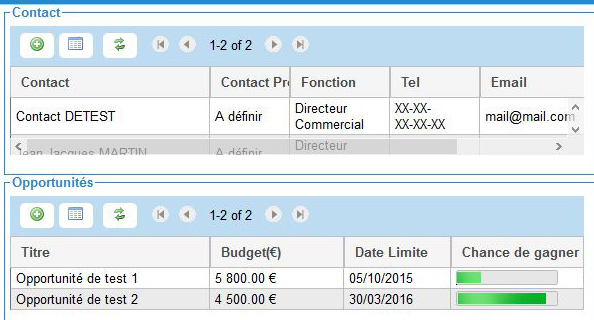 Contact
1-2 of 2
Contact Contact Pr Fonction Tel Email
Contact DETEST A définir Directeur Commercial XX-XX-XX-XX-XX mail@mail.com
Jean Jacques MARTIN A définir Directeur
Opportunités
1-2 of 2
Titre Budget(€) Date Limite Chance de gagner
Opportunité de test 1 5 800.00 € 05/10/2015
Opportunité de test 2 4 500.00 € 30/03/2016